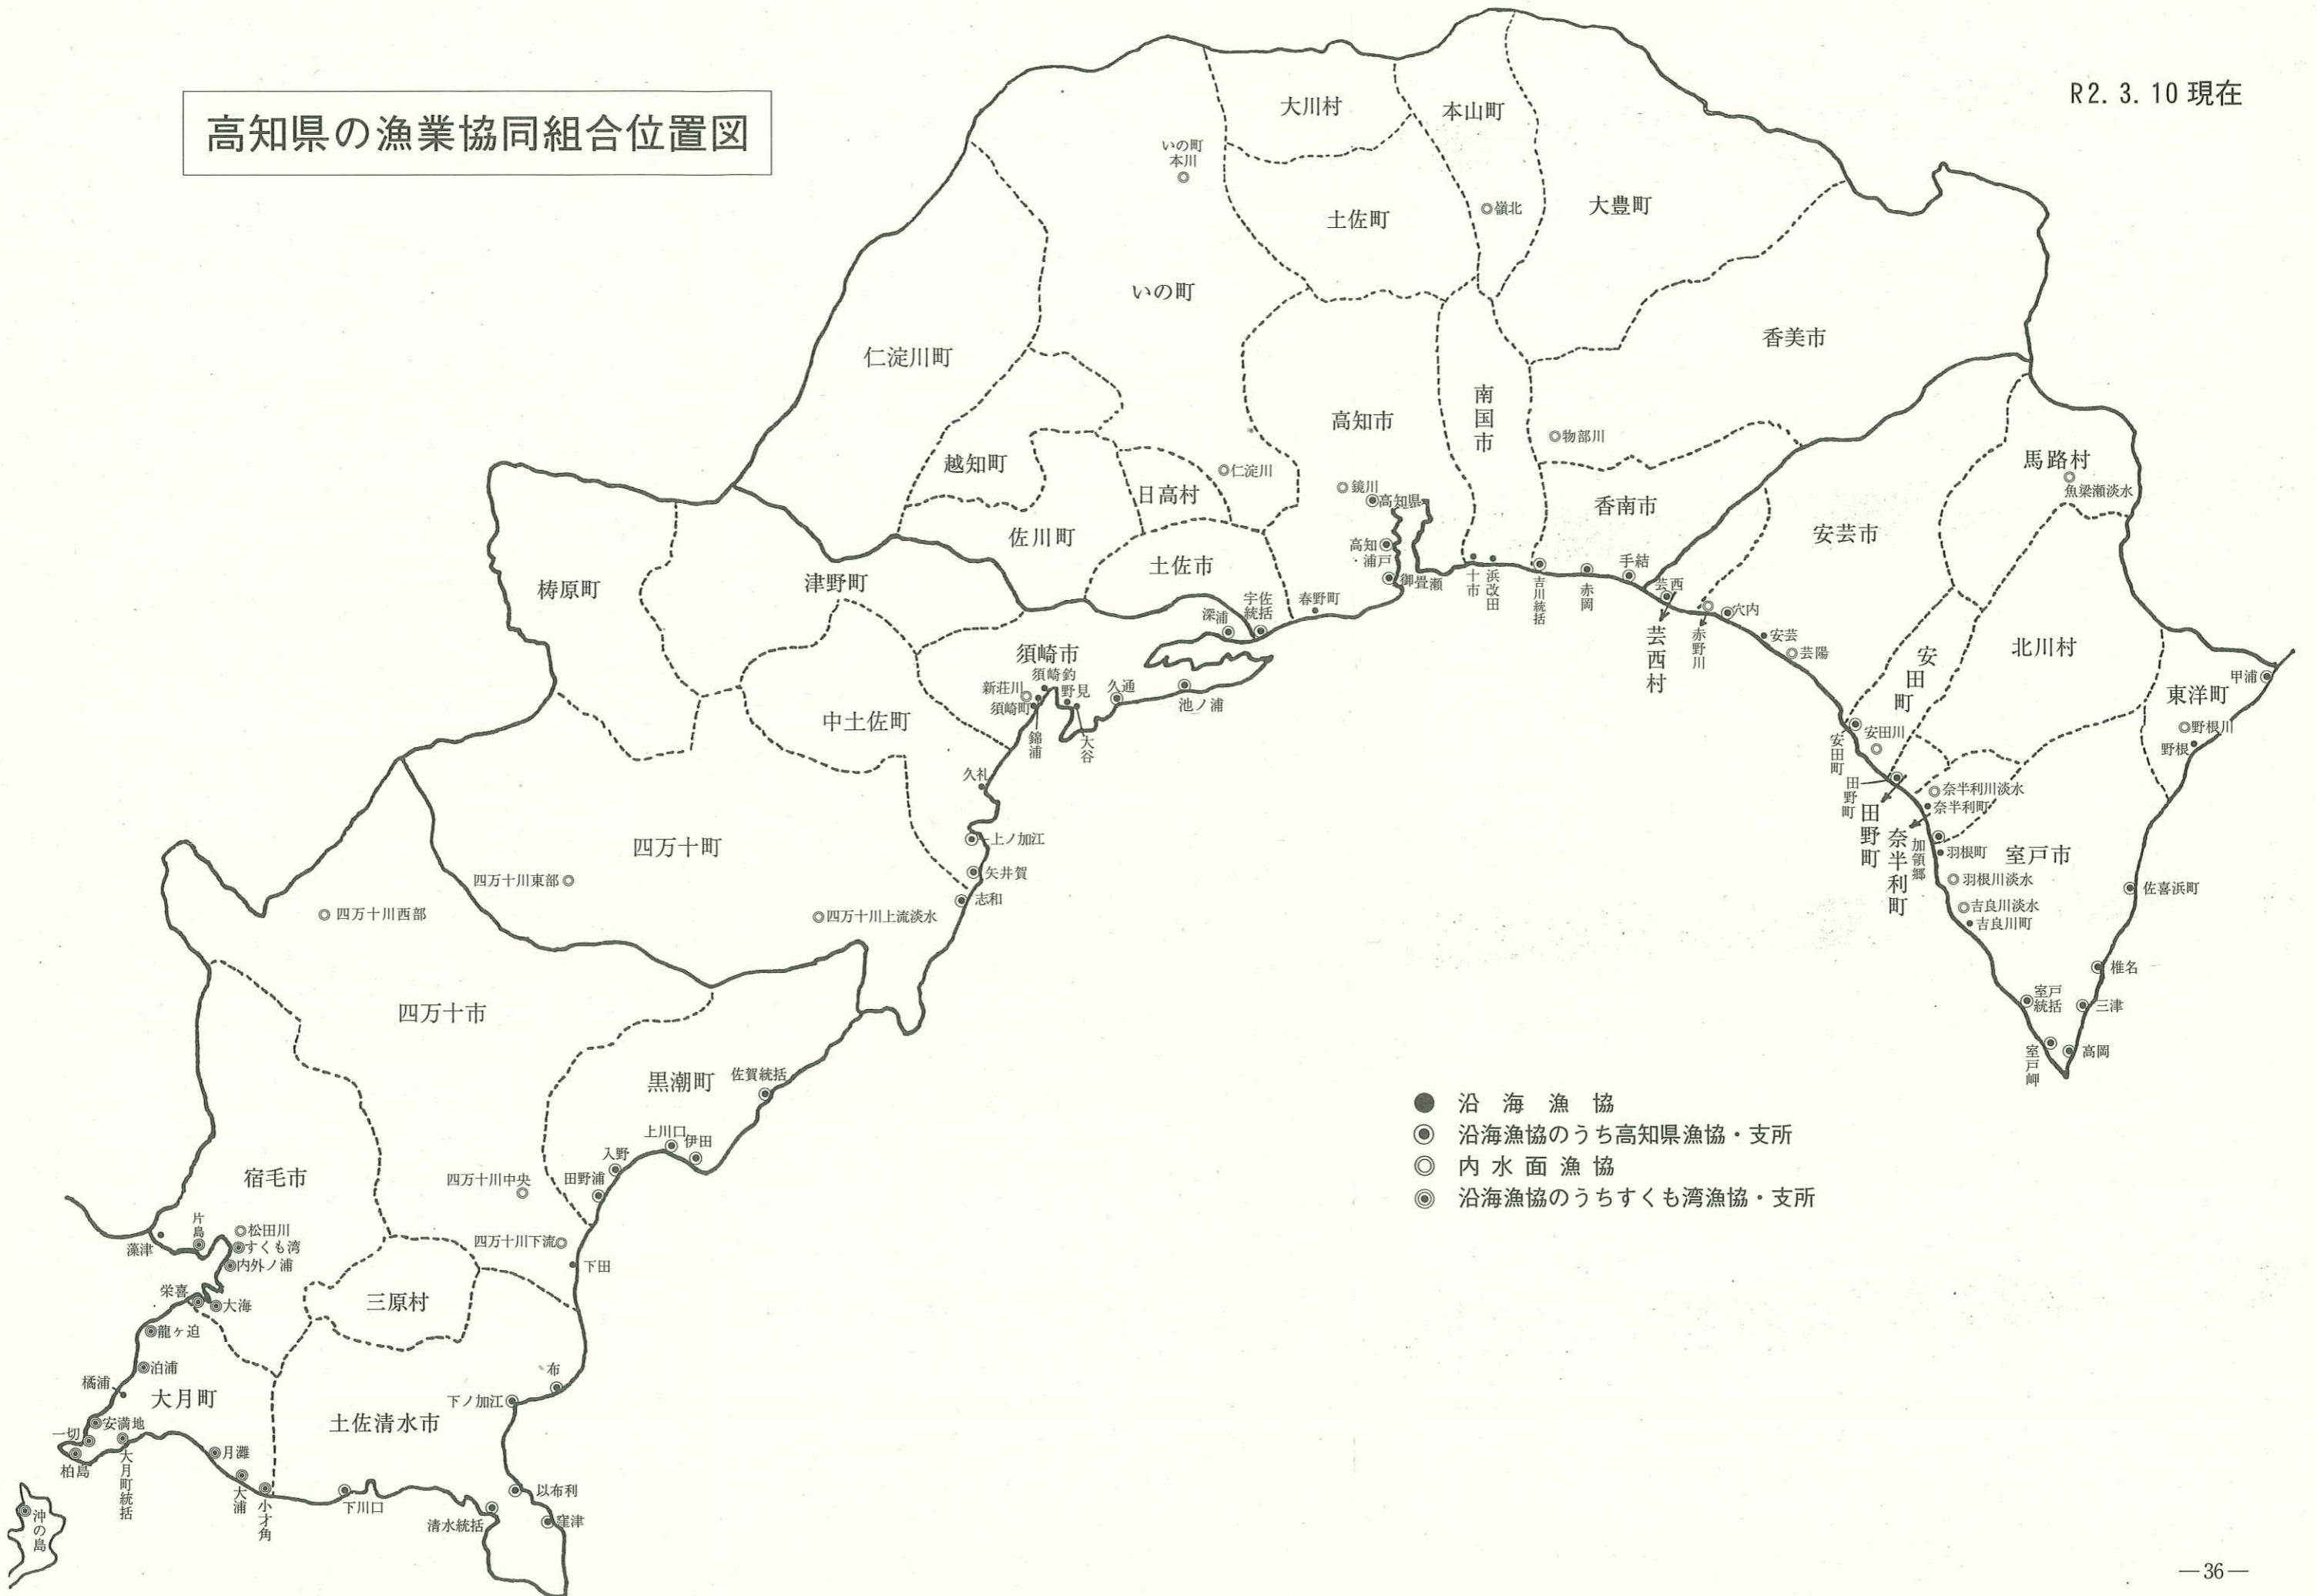 高知県の漁業協同組合位置図
R2. 3. 10 現在
大川村
本山町
いの町
本川
嶺北
大豊町
土佐町
いの町
仁淀川町
香美市
南国市
高知市
物部川
越知町
仁淀川
日高村
鏡川
高知県
香南市
馬路村
魚梁瀬淡水
安芸市
佐川町
土佐市
高知
浦戸
御畳瀬
十市
浜改田
吉川統括
赤岡
手結
芸西
芸西村
赤野川
穴内
安芸
芸陽
梼原町
津野町
春野町
宇佐
統括
深浦
須崎市
須崎釣
新荘川
須崎町
野見
久通
池ノ浦
錦浦
大谷
中土佐町
安田町
北川村
甲浦
東洋町
野根川
野根
安田町
安田川
田野町
田野町
奈半利川淡水
奈半利町
奈半利町
加領郷
羽根町
室戸市
羽根川淡水
佐喜浜町
吉良川淡水
吉良川町
椎名
室戸
統括
三津
室戸岬
高岡
久礼
上ノ加江
四万十町
矢井賀
四万十川東部
志和
四万十川西部
四万十川上流淡水
四万十市
黒潮町
佐賀統括
上川口
伊田
入野
田野浦
四万十川中央
宿毛市
片島
松田川
藻津
すくも湾
内外ノ浦
四万十川下流
下田
栄喜
大海
三原村
龍ヶ迫
泊浦
橘浦
大月町
布
下ノ加江
土佐清水市
安満地
一切
柏島
大月町統括
月灘
大浦
小才角
下川口
以布利
清水統括
窪津
沖の島
● 沿海漁協
◉ 沿海漁協のうち高知県漁協・支所
◎ 内水面漁協
◎ 沿海漁協のうちすくも湾漁協・支所
―36―